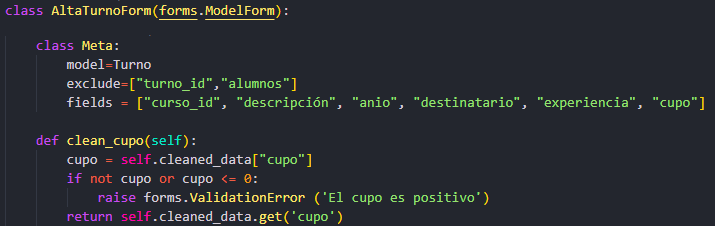 class AltaTurnoForm(forms.ModelForm):
class Meta:
model=Turno
exclude=["turno_id","alumnos"]
fields = ["curso_id", "descripción", "anio", "destinatario", "experiencia", "cupo"]
def clean_cupo(self):
cupo = self.cleaned_data["cupo"]
if not cupo or cupo <= 0:
raise forms.ValidationError ('El cupo es positivo')
return self.cleaned_data.get('cupo')